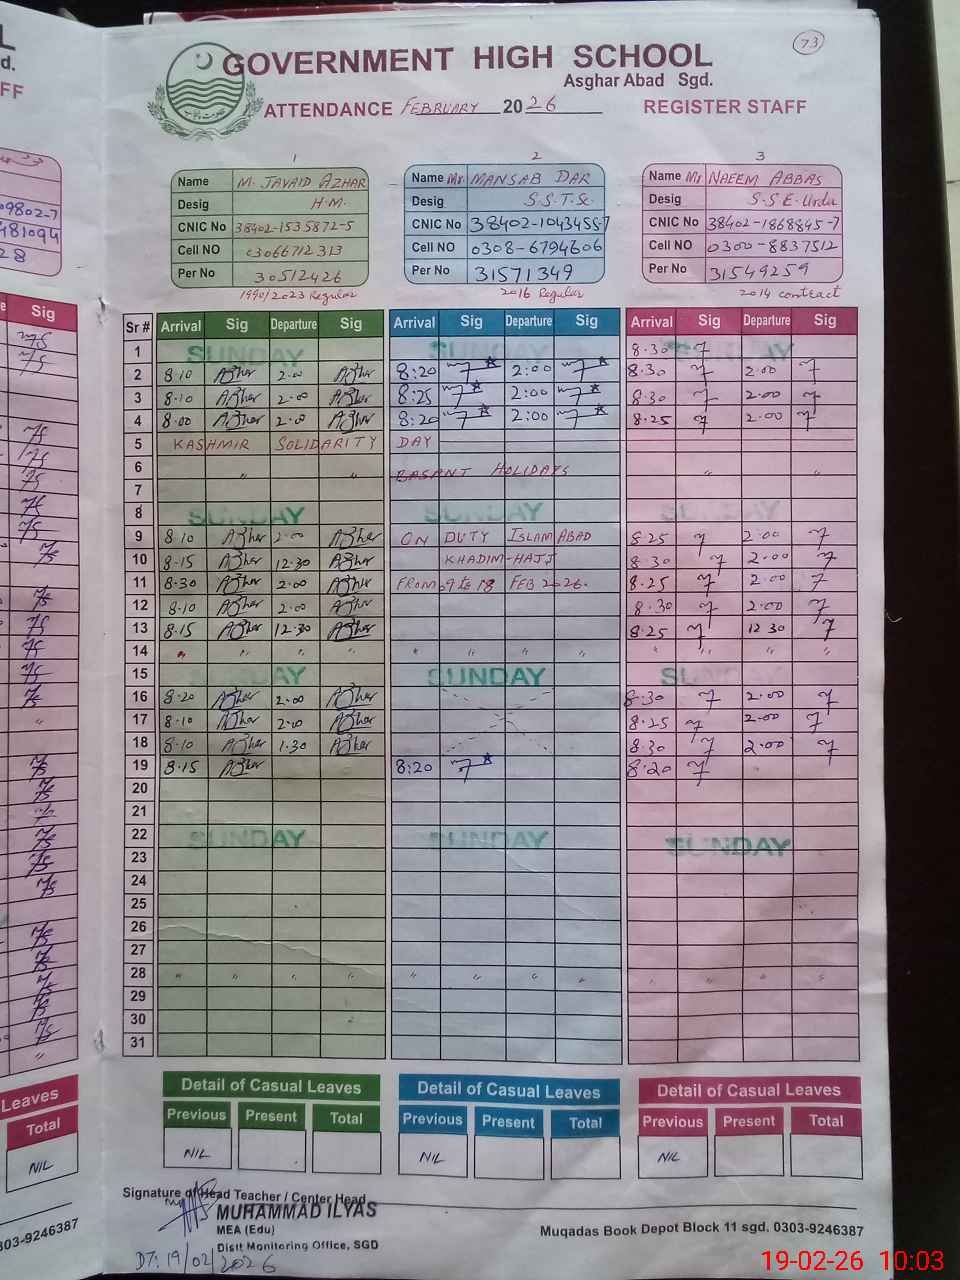 GOVERNMENT HIGH SCHOOL
73
Asghar Abad Sgd.
ATTENDANCE FEBRUARY 2026 REGISTER STAFF
1 2 3
Name M. JAVAID AZHAR Name Mr. MANSAB DAR Name Mr NAEEM ABBAS
Desig H.M. Desig S.S.T.Sc. Desig S.S.E. Urdu
CNIC No 38402-1535872-5 CNIC No 38402-1043455-7 CNIC No 38402-1868845-7
Cell NO 03066712313 Cell NO 0308-6794606 Cell NO 0300-8837512
Per No 30512426 Per No 31571349 Per No 31549259
1990/2023 Regular 2016 Regular 2014 contract
Sr # Arrival Sig Departure Sig Arrival Sig Departure Sig Arrival Sig Departure Sig
1 SUNDAY SUNDAY 8.30 SUNDAY
2 8.10 Azhar 2.00 Azhar 8:20 2:00 8.30 2.00
3 8.10 Azhar 2.00 Azhar 8:25 2:00 8.30 2.00
4 8.00 Azhar 2.00 Azhar 8:20 2:00 8.25 2.00
5 KASHMIR SOLIDARITY DAY
6 " " BASANT HOLIDAYS " "
7
8 SUNDAY SUNDAY SUNDAY
9 8.10 Azhar 2.00 Azhar ON DUTY ISLAMABAD 8.25 2.00
10 8.15 Azhar 12.30 Azhar KHADIM-HAJJ 8.30 2.00
11 8.30 Azhar 2.00 Azhar FROM 09 to 18 FEB 2026. 8.25 2.00
12 8.10 Azhar 2.00 Azhar 8.30 2.00
13 8.15 Azhar 12.30 Azhar 8.25 12 30
14 " " " " " " " " " " " "
15 SUNDAY SUNDAY SUNDAY
16 8.20 Azhar 2.00 Azhar 8.30 2.00
17 8.10 Azhar 2.00 Azhar 8.25 2.00
18 8.10 Azhar 1.30 Azhar 8.30 2.00
19 8.15 Azhar 8:20 8.20
20
21
22 SUNDAY SUNDAY SUNDAY
23
24
25
26
27
28 " " " " " " " " " " " "
29
30
31
Detail of Casual Leaves Detail of Casual Leaves Detail of Casual Leaves
Previous Present Total Previous Present Total Previous Present Total
NIL NIL NIL
Signature of Head Teacher / Center Head
MUHAMMAD ILYAS
MEA (Edu)
Distt Monitoring Office, SGD
DT: 19/02/2026
Muqadas Book Depot Block 11 sgd. 0303-9246387
19-02-26 10:03
Sig
Leaves
Total
NIL
303-9246387